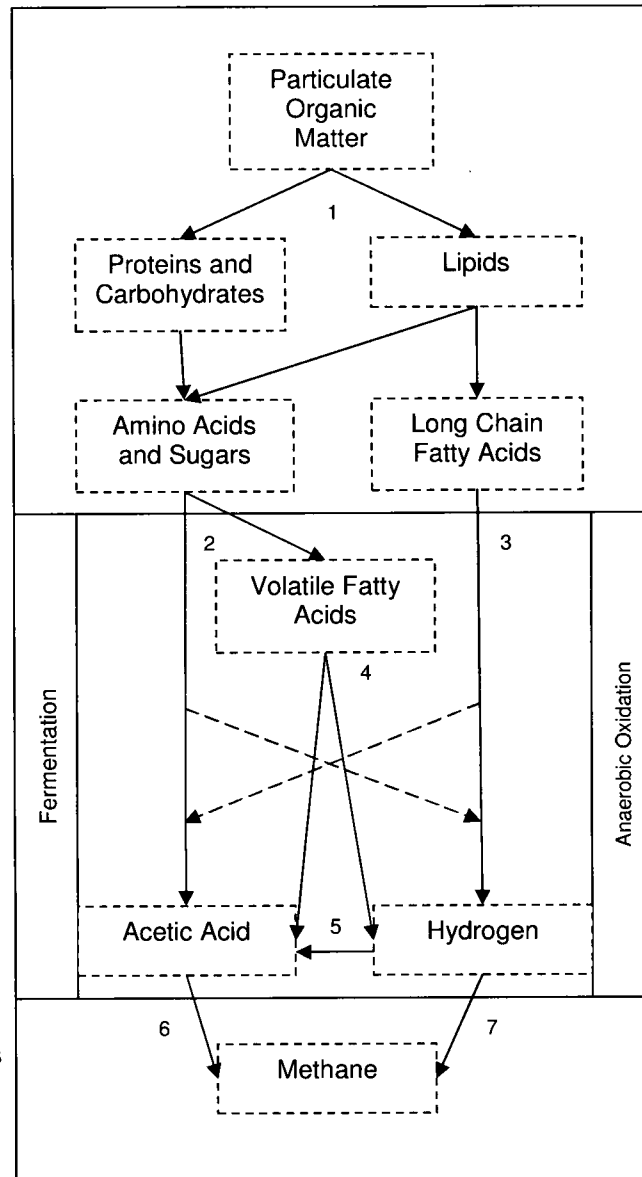 Particulate
Organic
Matter
1
Proteins and
Carbohydrates
Lipids
Amino Acids
and Sugars
Long Chain
Fatty Acids
2
3
Volatile Fatty
Acids
4
Fermentation
Anaerobic Oxidation
Acetic Acid
5
Hydrogen
6
7
Methane